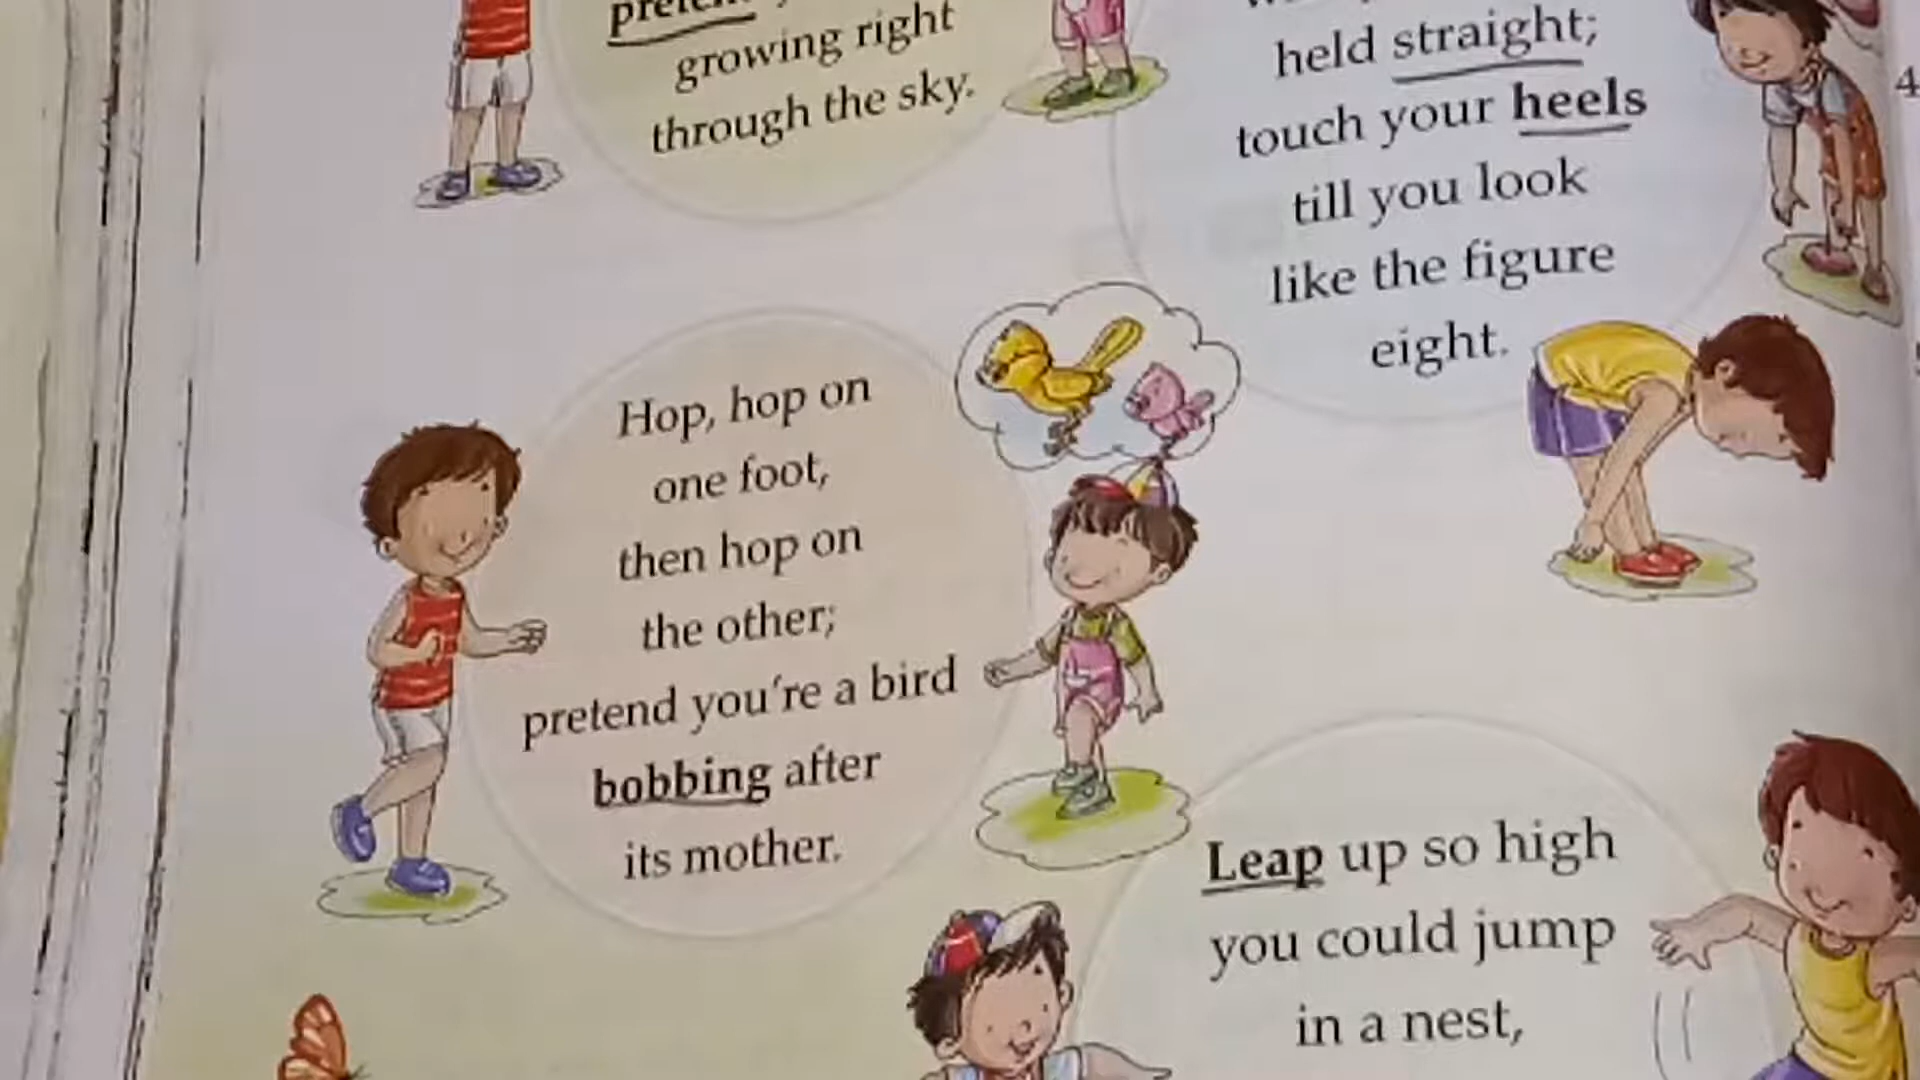 growing right
through the sky.
held straight;
touch your heels
till you look
like the figure
eight.
Hop, hop on
one foot,
then hop on
the other;
pretend you're a bird
bobbing after
its mother.
Leap up so high
you could jump
in a nest,
4